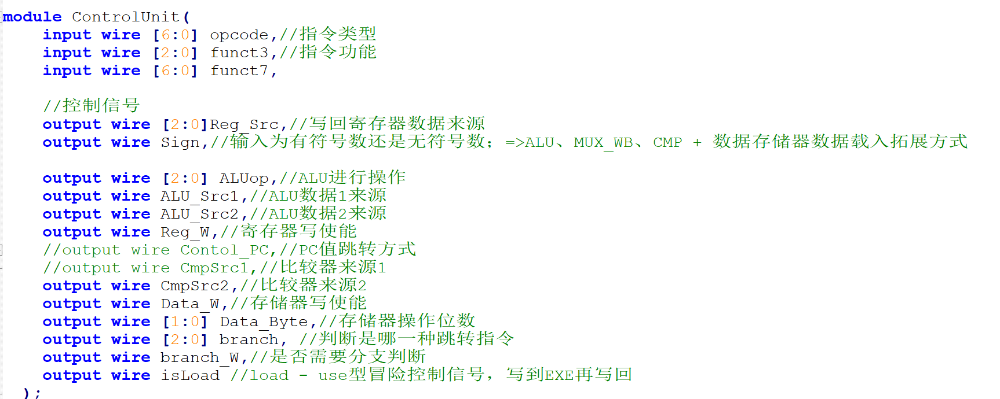 module ControlUnit(
input wire [6:0] opcode,//指令类型
input wire [2:0] funct3,//指令功能
input wire [6:0] funct7,
//控制信号
output wire [2:0]Reg_Src,//写回寄存器数据来源
output wire Sign,//输入为有符号数还是无符号数；=>ALU、MUX_WB、CMP + 数据存储器数据载入拓展方式
output wire [2:0] ALUop,//ALU进行操作
output wire ALU_Src1,//ALU数据1来源
output wire ALU_Src2,//ALU数据2来源
output wire Reg_W,//寄存器写使能
//output wire Contol_PC,//PC值跳转方式
//output wire CmpSrc1,//比较器来源1
output wire CmpSrc2,//比较器来源2
output wire Data_W,//存储器写使能
output wire [1:0] Data_Byte,//存储器操作位数
output wire [2:0] branch, //判断是哪一种跳转指令
output wire branch_W,//是否需要分支判断
output wire isLoad //load - use型冒险控制信号，写到EXE再写回
);